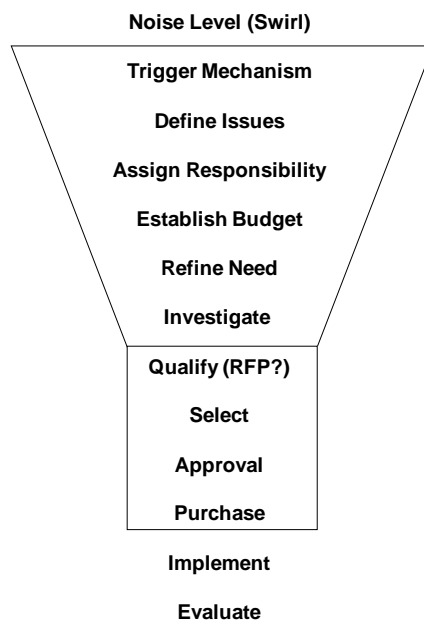 Noise Level (Swirl)
Trigger Mechanism
Define Issues
Assign Responsibility
Establish Budget
Refine Need
Investigate
Qualify (RFP?)
Select
Approval
Purchase
Implement
Evaluate